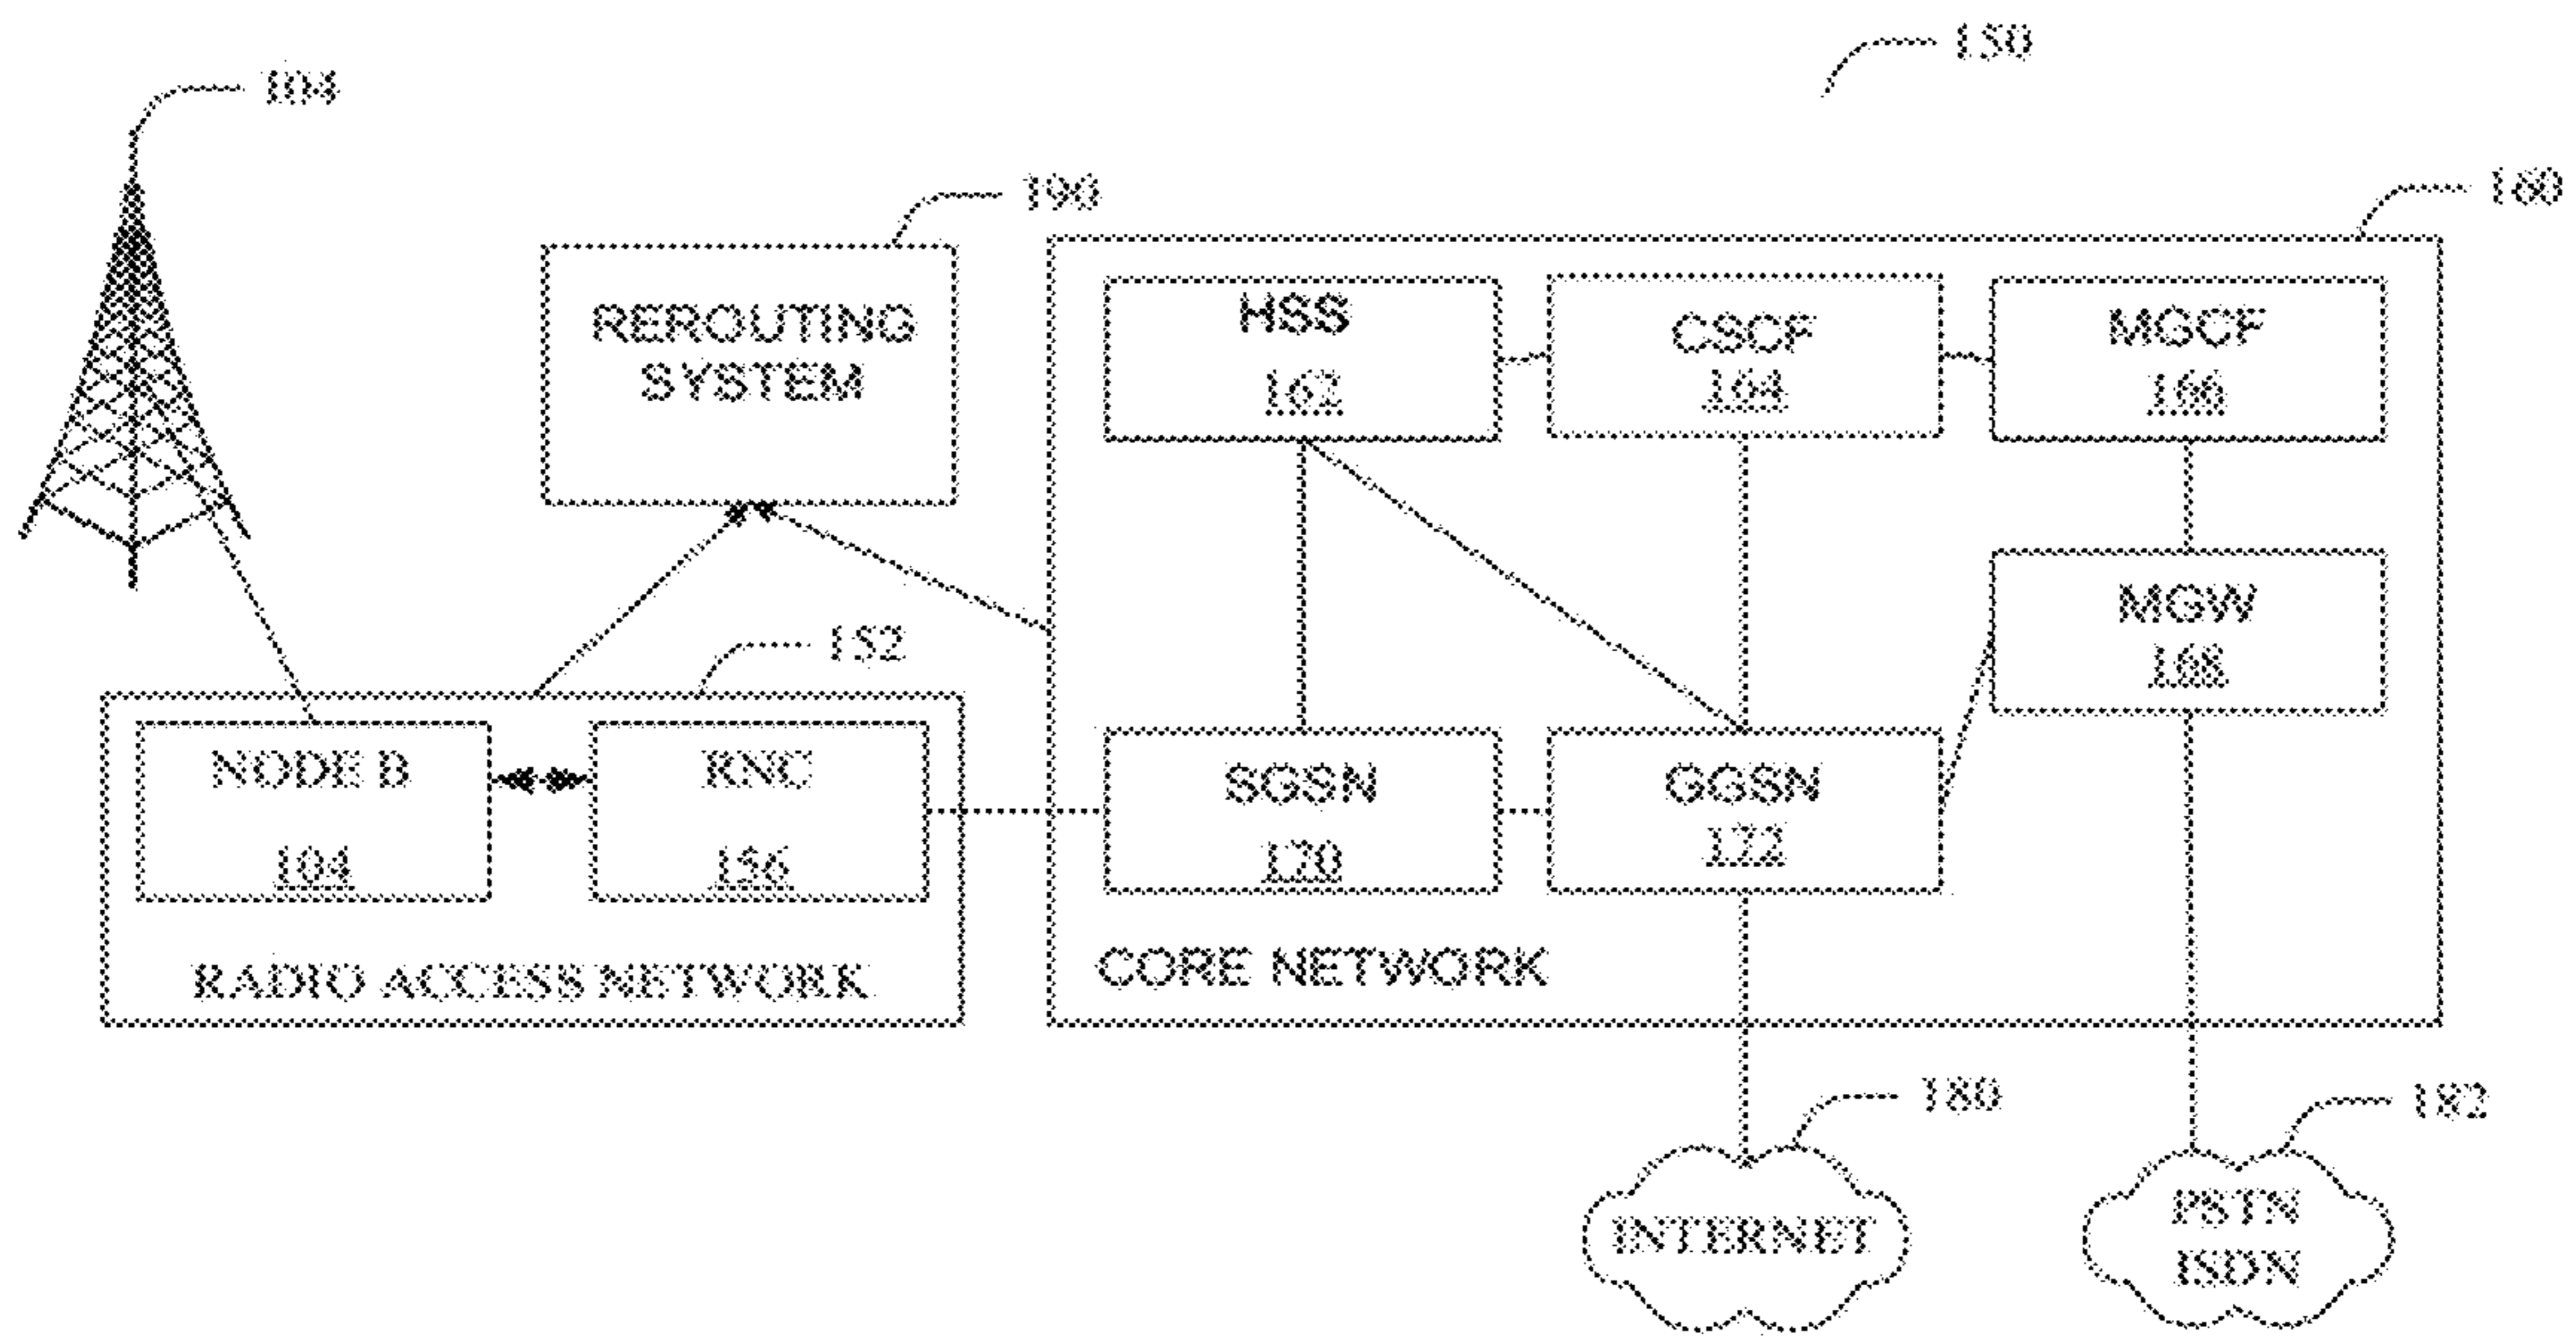 150
104
190
160
REROUTING
SYSTEM
HSS
162
CSCF
164
MGCF
166
MGW
168
152
NODE B
104
RNC
156
RADIO ACCESS NETWORK
SGSN
170
GGSN
172
CORE NETWORK
180
182
INTERNET
PSTN
ISDN